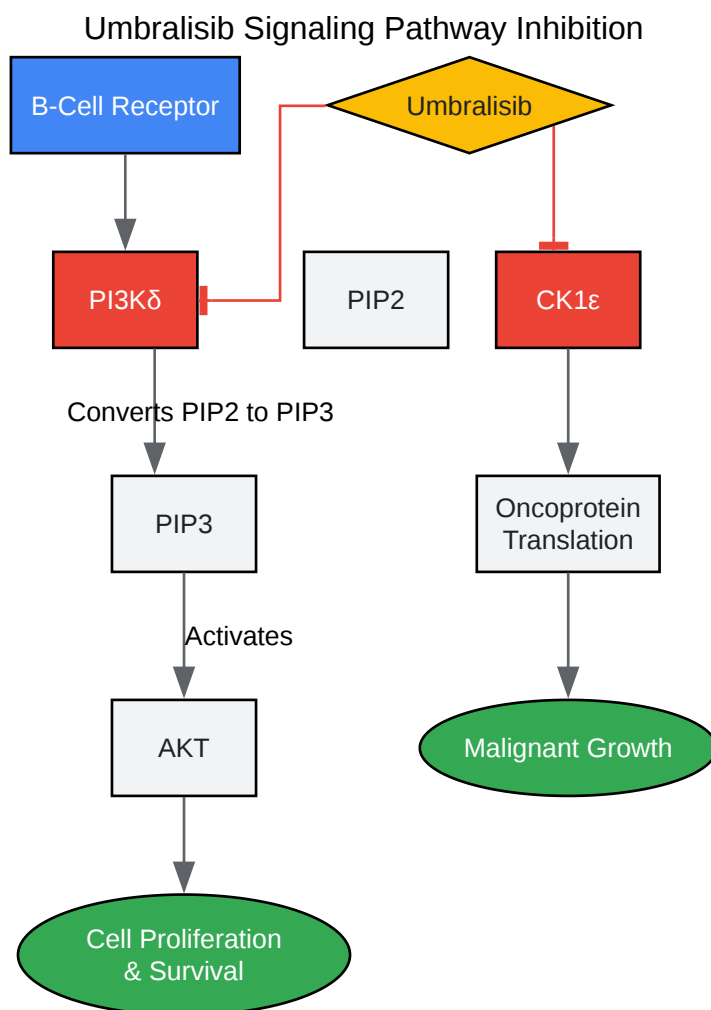 Umbralisib Signaling Pathway Inhibition
B-Cell Receptor
Umbralisib
PI3Kδ
PIP2
CK1ε
Converts PIP2 to PIP3
PIP3
Oncoprotein
Translation
Activates
AKT
Malignant Growth
Cell Proliferation
& Survival